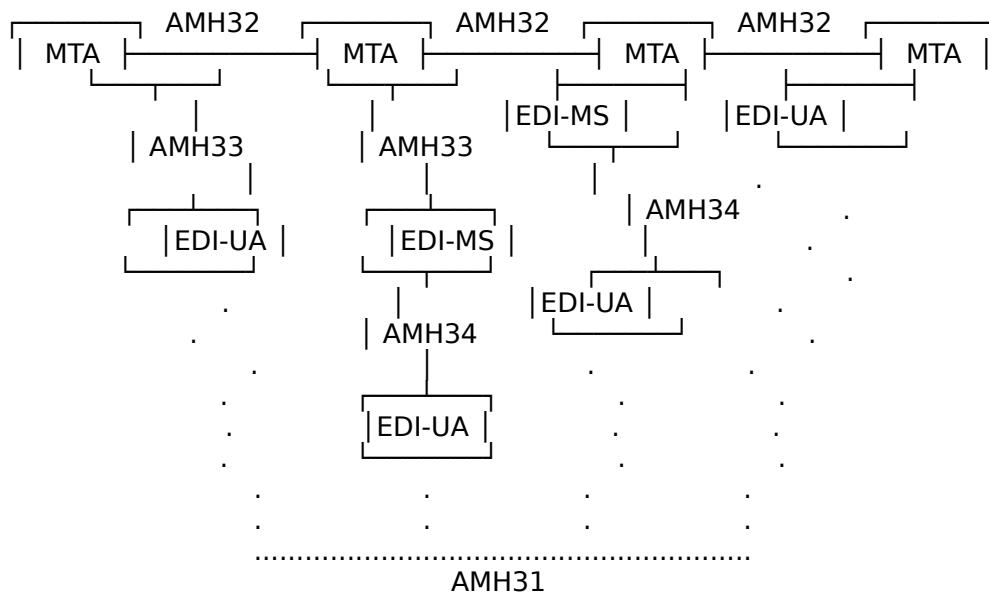 AMH32 AMH32 AMH32
MTA MTA MTA MTA
EDI-MS EDI-UA
AMH33 AMH33
AMH34
EDI-UA EDI-MS
EDI-UA
AMH34
EDI-UA
AMH31